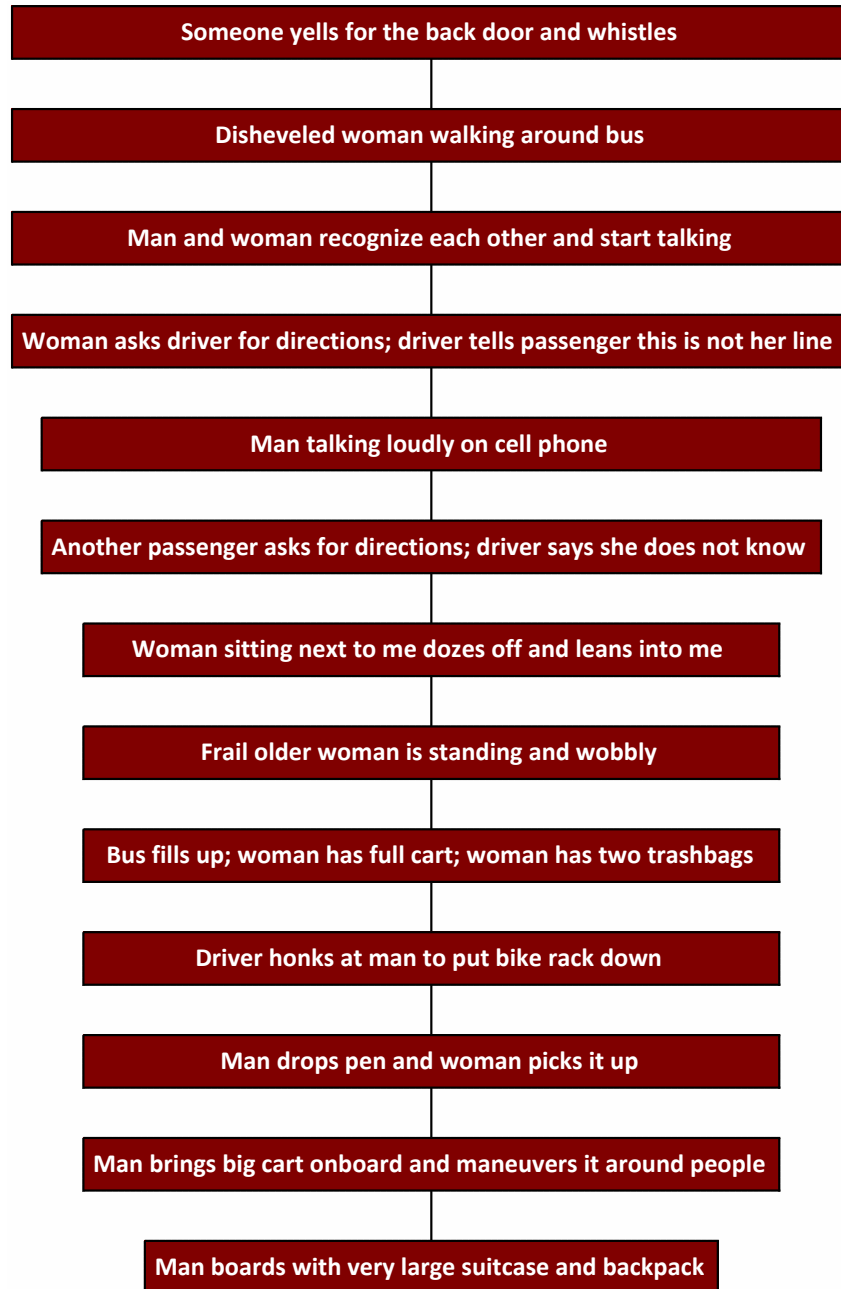 Someone yells for the back door and whistles
Disheveled woman walking around bus
Man and woman recognize each other and start talking
Woman asks driver for directions; driver tells passenger this is not her line
Man talking loudly on cell phone
Another passenger asks for directions; driver says she does not know
Woman sitting next to me dozes off and leans into me
Frail older woman is standing and wobbly
Bus fills up; woman has full cart; woman has two trashbags
Driver honks at man to put bike rack down
Man drops pen and woman picks it up
Man brings big cart onboard and maneuvers it around people
Man boards with very large suitcase and backpack